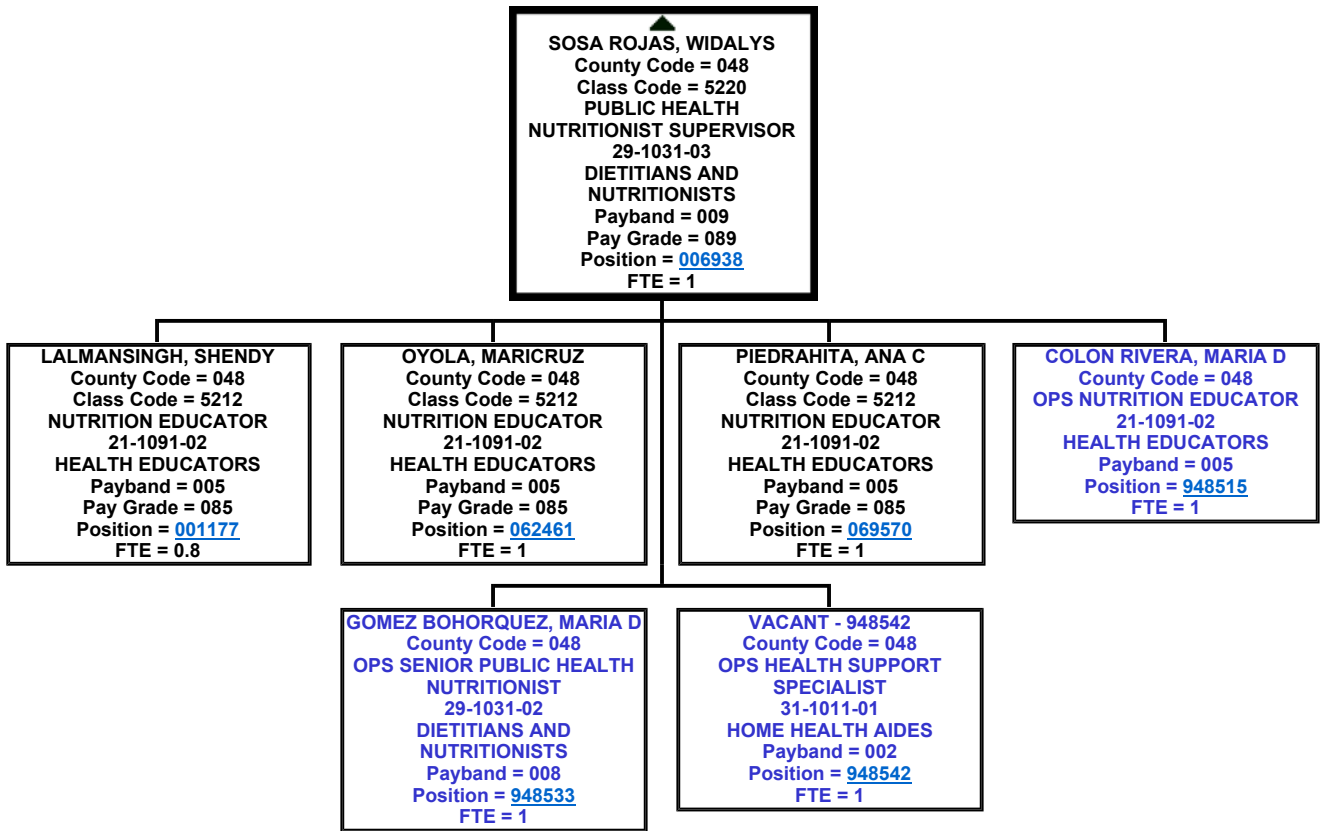 SOSA ROJAS, WIDALYS
County Code = 048
Class Code = 5220
PUBLIC HEALTH
NUTRITIONIST SUPERVISOR
29-1031-03
DIETITIANS AND
NUTRITIONISTS
Payband = 009
Pay Grade = 089
Position = 006938
FTE = 1
LALMANSINGH, SHENDY
County Code = 048
Class Code = 5212
NUTRITION EDUCATOR
21-1091-02
HEALTH EDUCATORS
Payband = 005
Pay Grade = 085
Position = 001177
FTE = 0.8
OYOLA, MARICRUZ
County Code = 048
Class Code = 5212
NUTRITION EDUCATOR
21-1091-02
HEALTH EDUCATORS
Payband = 005
Pay Grade = 085
Position = 062461
FTE = 1
PIEDRAHITA, ANA C
County Code = 048
Class Code = 5212
NUTRITION EDUCATOR
21-1091-02
HEALTH EDUCATORS
Payband = 005
Pay Grade = 085
Position = 069570
FTE = 1
COLON RIVERA, MARIA D
County Code = 048
OPS NUTRITION EDUCATOR
21-1091-02
HEALTH EDUCATORS
Payband = 005
Position = 948515
FTE = 1
GOMEZ BOHORQUEZ, MARIA D
County Code = 048
OPS SENIOR PUBLIC HEALTH
NUTRITIONIST
29-1031-02
DIETITIANS AND
NUTRITIONISTS
Payband = 008
Position = 948533
FTE = 1
VACANT - 948542
County Code = 048
OPS HEALTH SUPPORT
SPECIALIST
31-1011-01
HOME HEALTH AIDES
Payband = 002
Position = 948542
FTE = 1